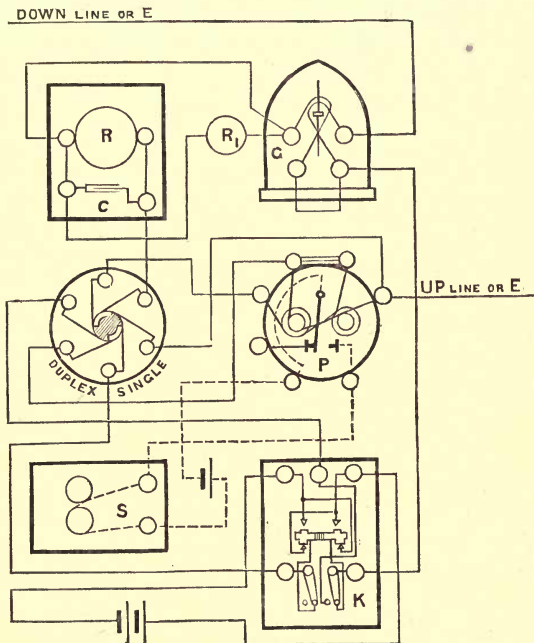 DOWN LINE OR E
R
R1
G
C
UP LINE OR E
DUPLEX SINGLE
P
S
K